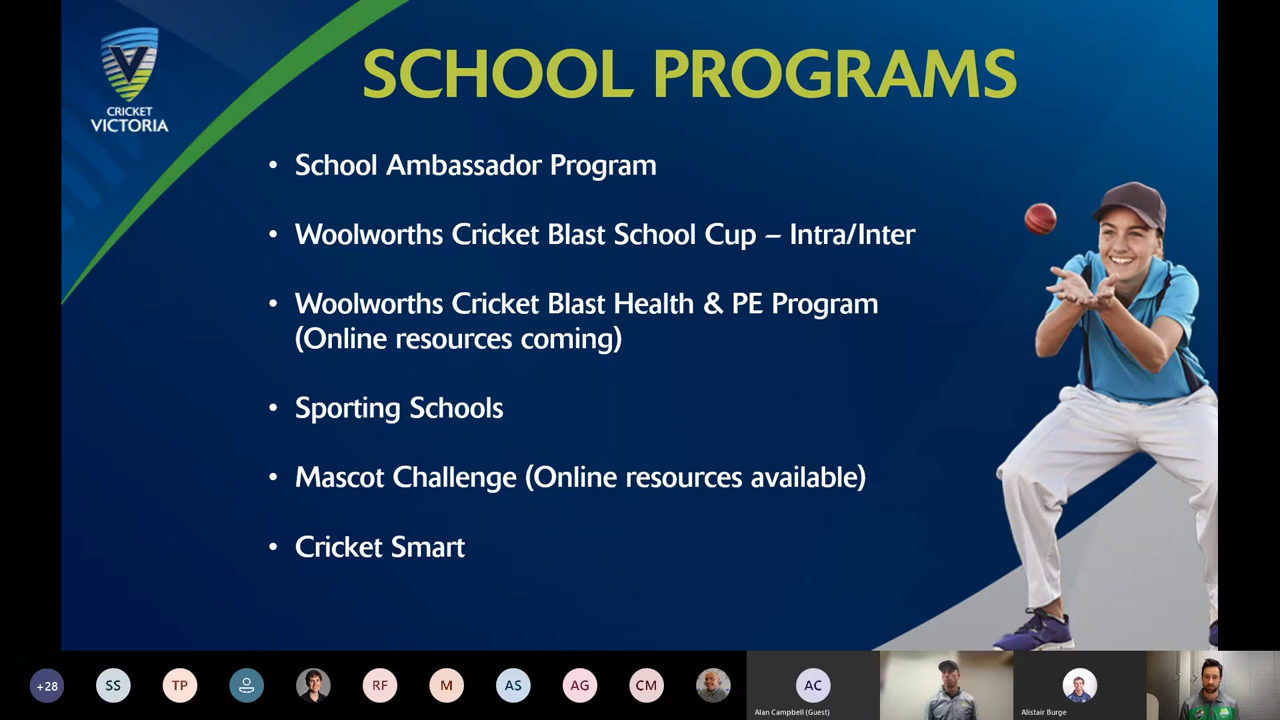 CRICKET
VICTORIA
SCHOOL PROGRAMS
• School Ambassador Program
• Woolworths Cricket Blast School Cup – Intra/Inter
• Woolworths Cricket Blast Health & PE Program
(Online resources coming)
• Sporting Schools
• Mascot Challenge (Online resources available)
• Cricket Smart
+28
SS
TP
RF
M
AS
AG
CM
AC
Alan Campbell (Guest)
Alistair Burge